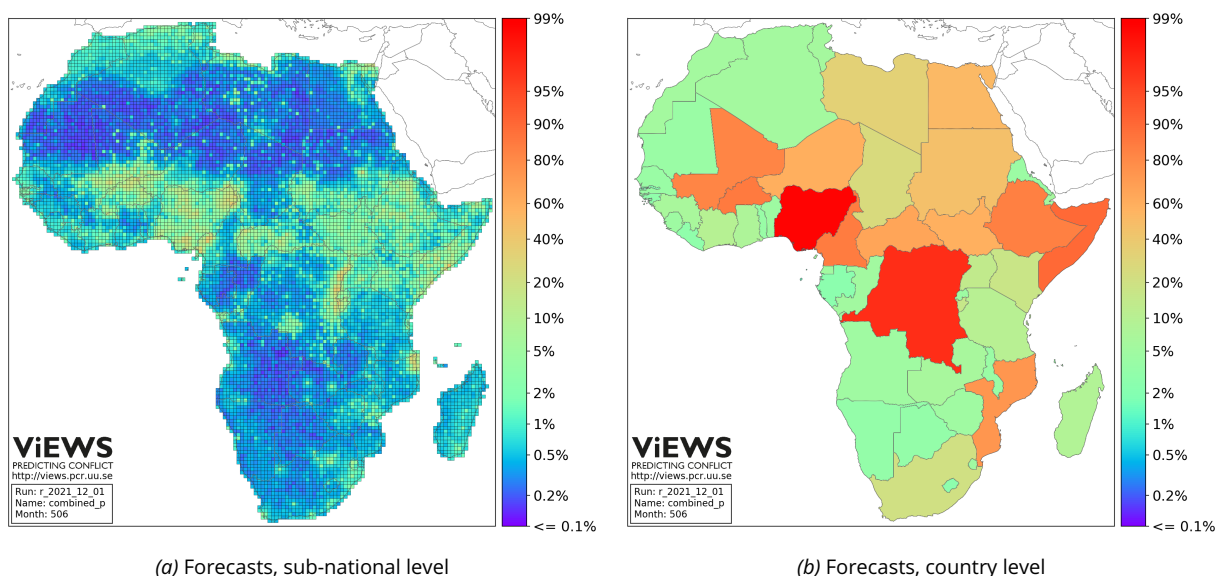 99%
95%
90%
80%
60%
40%
20%
10%
5%
2%
1%
0.5%
0.2%
<= 0.1%
ViEWS
PREDICTING CONFLICT
http://views.pcr.uu.se
Run: r_2021_12_01
Name: combined_p
Month: 506
(a) Forecasts, sub-national level
99%
95%
90%
80%
60%
40%
20%
10%
5%
2%
1%
0.5%
0.2%
<= 0.1%
ViEWS
PREDICTING CONFLICT
http://views.pcr.uu.se
Run: r_2021_12_01
Name: combined_p
Month: 506
(b) Forecasts, country level